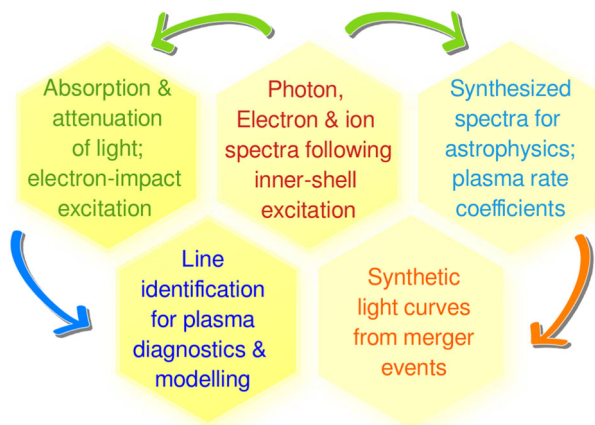 Absorption &
attenuation
of light;
electron-impact
excitation
Photon,
Electron & ion
spectra following
inner-shell
excitation
Synthesized
spectra for
astrophysics;
plasma rate
coefficients
Line
identification
for plasma
diagnostics &
modelling
Synthetic
light curves
from merger
events